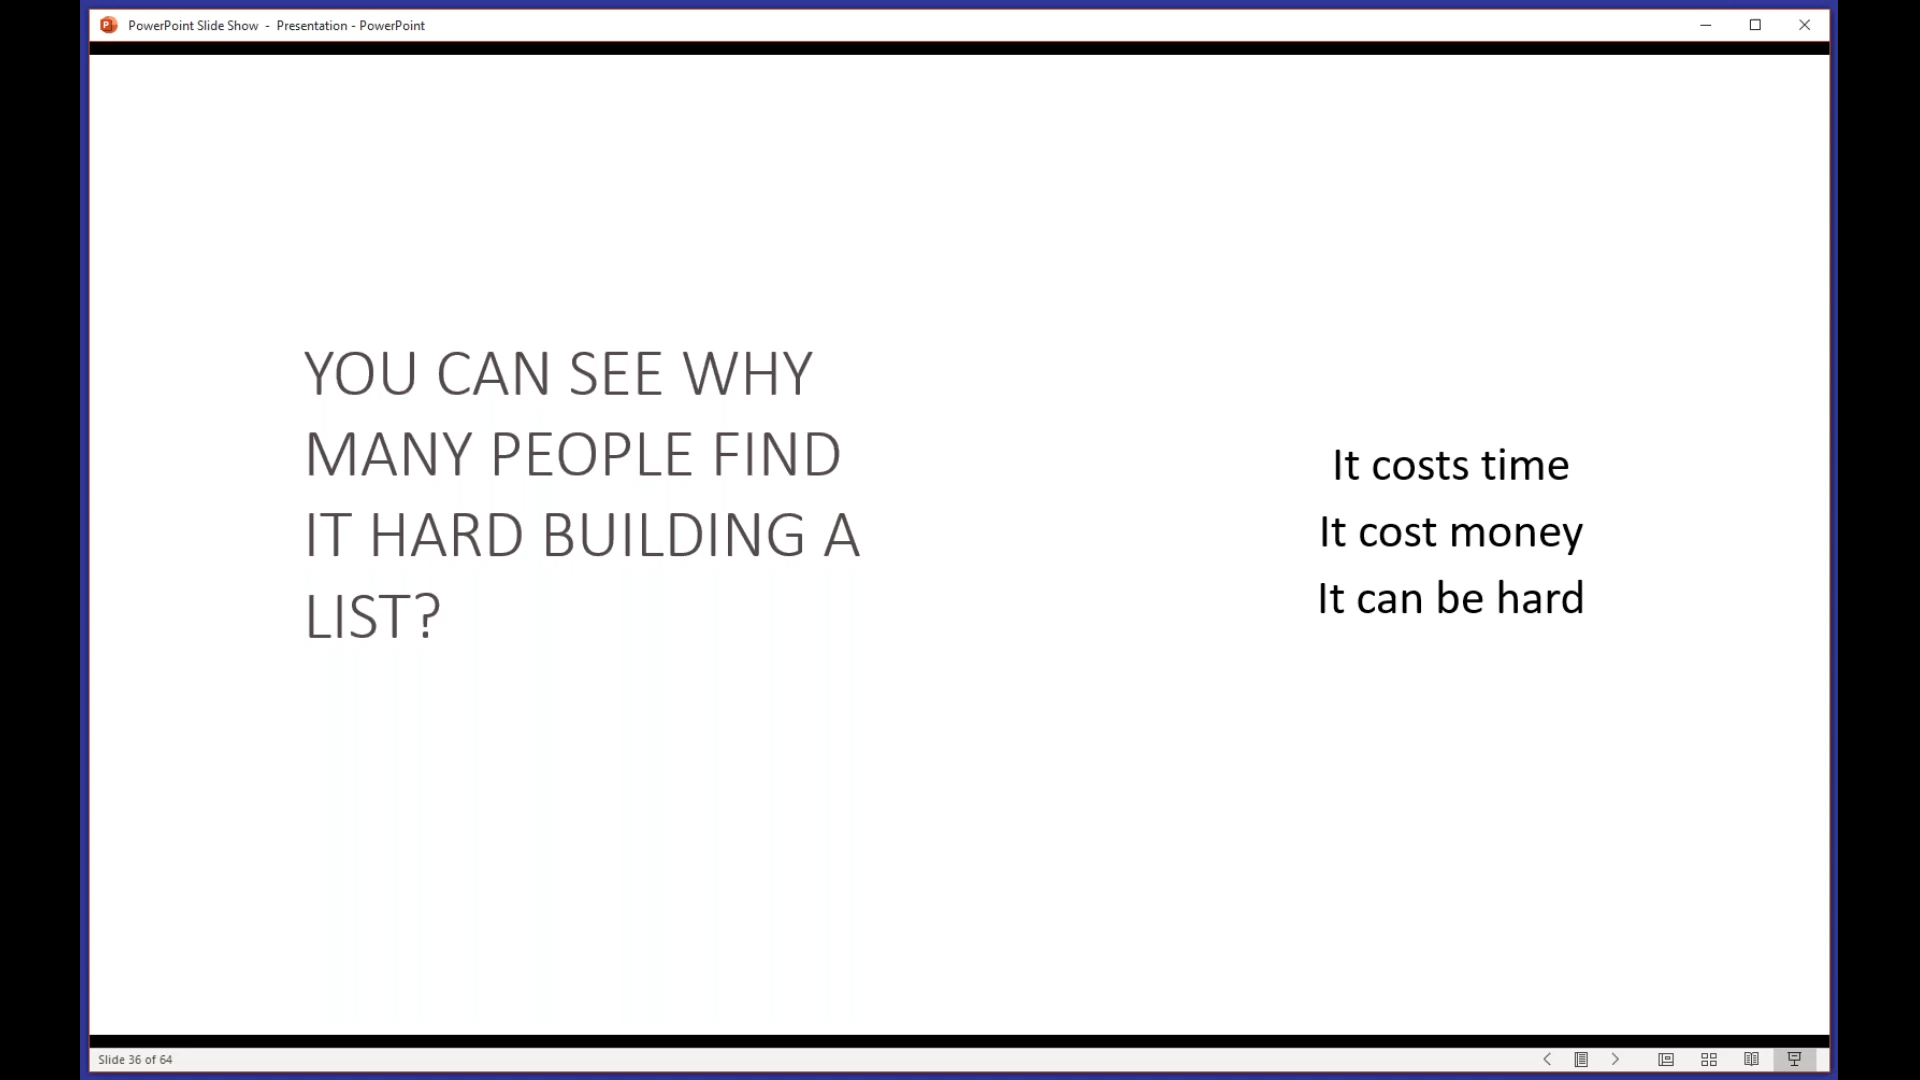 PowerPoint Slide Show - Presentation - PowerPoint
YOU CAN SEE WHY
MANY PEOPLE FIND
IT HARD BUILDING A
LIST?
It costs time
It cost money
It can be hard
Slide 36 of 64